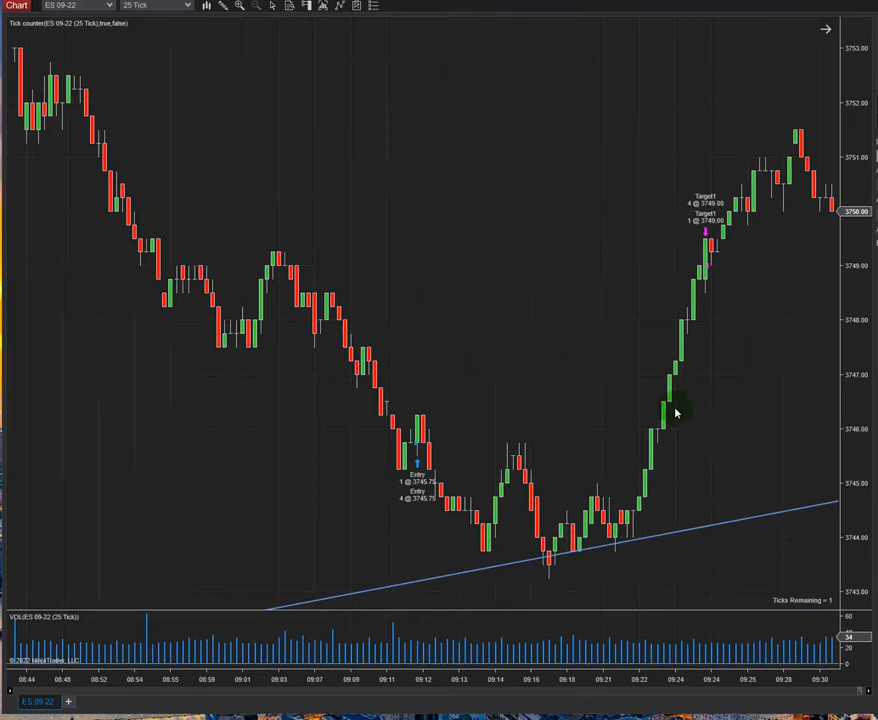 Chart ES 09-22 25 Tick
Tick counter(ES 09-22 (25 Tick),true,false)
3753.00
3752.00
3751.00
Target1
4 @ 3749.00
Target1
1 @ 3749.00
3750.00
3749.00
3748.00
3747.00
3746.00
Entry
1 @ 3745.75
Entry
4 @ 3745.75
3745.00
3744.00
3743.00
Ticks Remaining = 1
VOL(ES 09-22 (25 Tick))
60
34
20
© 2022 NinjaTrader, LLC
0
08:44 08:48 08:52 08:55 08:59 09:01 09:03 09:07 09:09 09:11 09:12 09:13 09:14 09:16 09:18 09:21 09:22 09:24 09:24 09:26 09:28 09:30
ES 09-22 +